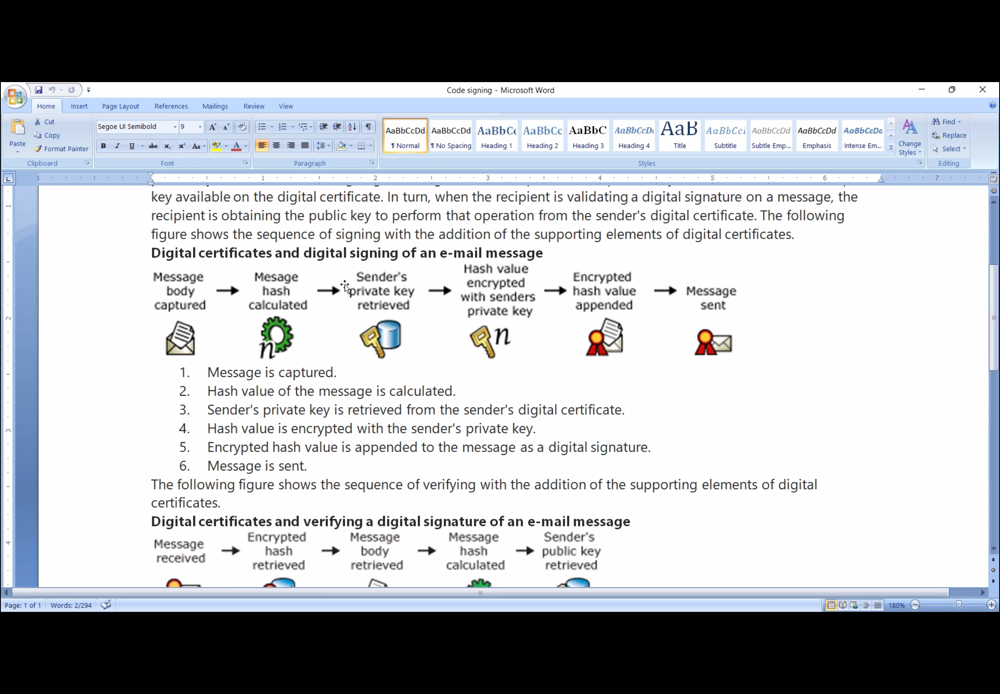 Code signing - Microsoft Word
Home Insert Page Layout References Mailings Review View
Paste
Cut
Copy
Format Painter
Clipboard
Segoe UI Semibold 9
Font
Paragraph
AaBbCcDd AaBbCcDd AaBbCc AaBbCc AaBbC AaBbCcDd AaB AaBbCcI AaBbCcDd AaBbCcDd AaBbCcDd
¶ Normal ¶ No Spacing Heading 1 Heading 2 Heading 3 Heading 4 Title Subtitle Subtle Emp... Emphasis Intense Em...
Styles
Change
Styles
Find
Replace
Select
Editing
1 1 2 3 4 5 6 7
key available on the digital certificate. In turn, when the recipient is validating a digital signature on a message, the
recipient is obtaining the public key to perform that operation from the sender's digital certificate. The following
figure shows the sequence of signing with the addition of the supporting elements of digital certificates.
Digital certificates and digital signing of an e-mail message
Message
body
captured
Mesage
hash
calculated
Sender's
private key
retrieved
Hash value
encrypted
with senders
private key
Encrypted
hash value
appended
Message
sent
n
n
1. Message is captured.
2. Hash value of the message is calculated.
3. Sender's private key is retrieved from the sender's digital certificate.
4. Hash value is encrypted with the sender's private key.
5. Encrypted hash value is appended to the message as a digital signature.
6. Message is sent.
The following figure shows the sequence of verifying with the addition of the supporting elements of digital
certificates.
Digital certificates and verifying a digital signature of an e-mail message
Message
received
Encrypted
hash
retrieved
Message
body
retrieved
Message
hash
calculated
Sender's
public key
retrieved
Page: 1 of 1 Words: 2/294 180%